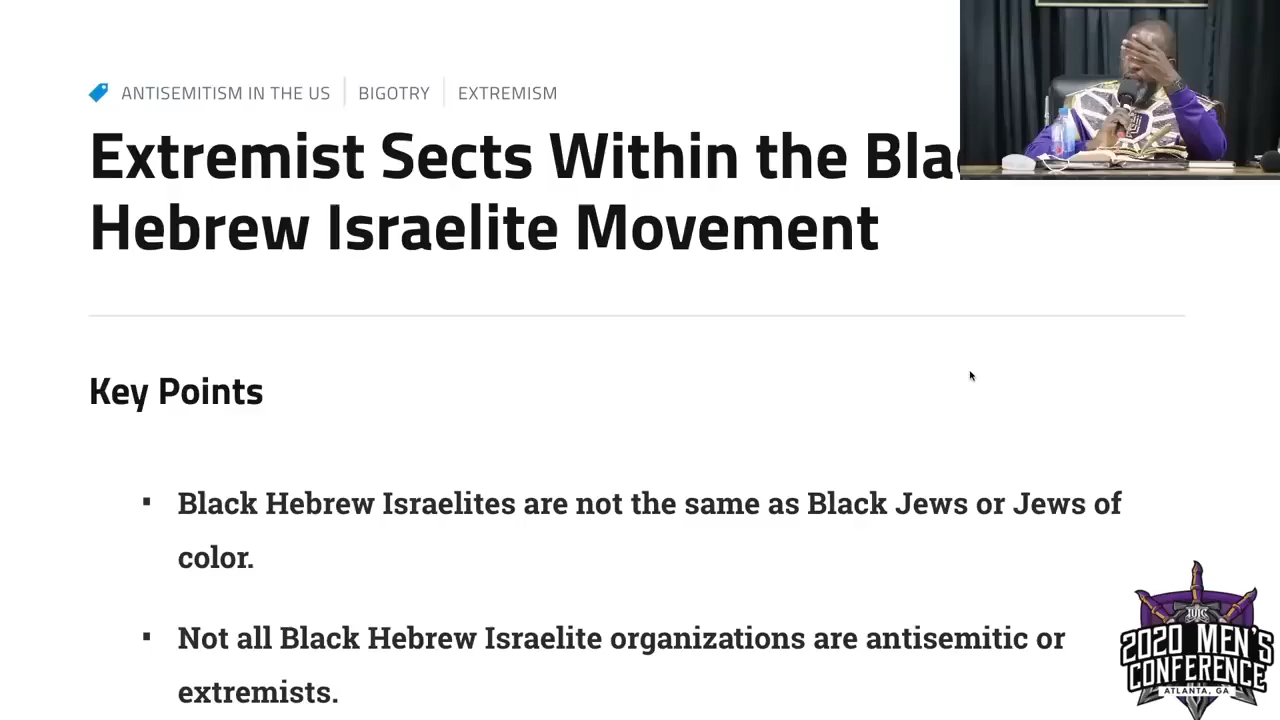 ANTISEMITISM IN THE US
BIGOTRY
EXTREMISM
Extremist Sects Within the
Hebrew Israelite Movement
Key Points
▪ Black Hebrew Israelites are not the same as Black Jews or Jews of
color.
▪ Not all Black Hebrew Israelite organizations are antisemitic or
extremists.
IUIC
2020 MEN'S
CONFERENCE
ATLANTA, GA